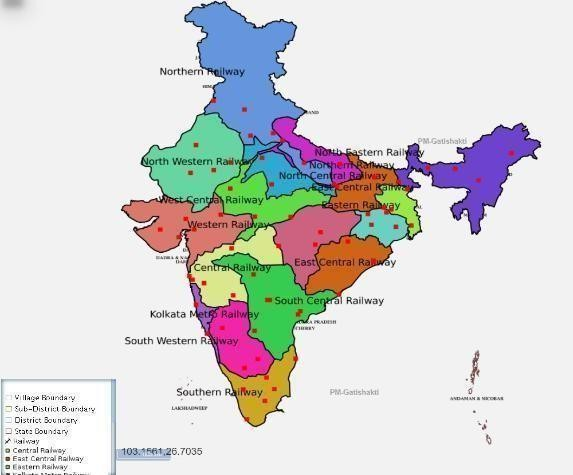 Northern Railway
PM-Gatishakti
North Eastern Railway
North Western Railway
Northern Railway
North Central Railway
East Central Railway
West Central Railway
Eastern Railway
Western Railway
East Central Railway
Central Railway
South Central Railway
Kolkata Metro Railway
South Western Railway
Southern Railway
PM-Gatishakti
ANDAMAN & NICOBAR
LAKSHADWEEP
Village Boundary
Sub-District Boundary
District Boundary
State Boundary
Railway
Central Railway
East Central Railway
Eastern Railway
103.1561,26.7035